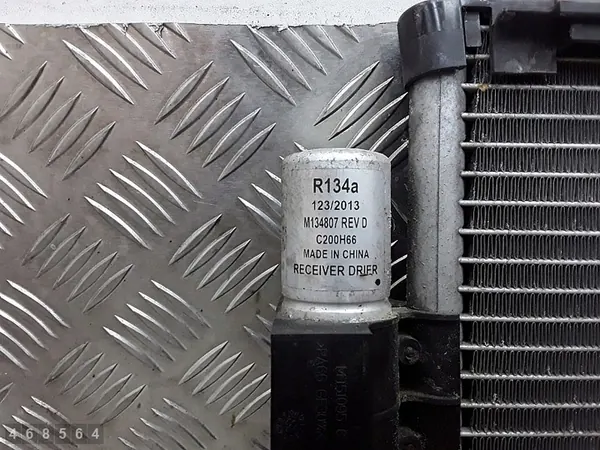 R134a
123/2013
M134807 REV D
C200H66
MADE IN CHINA
RECEIVER DRIER
468564